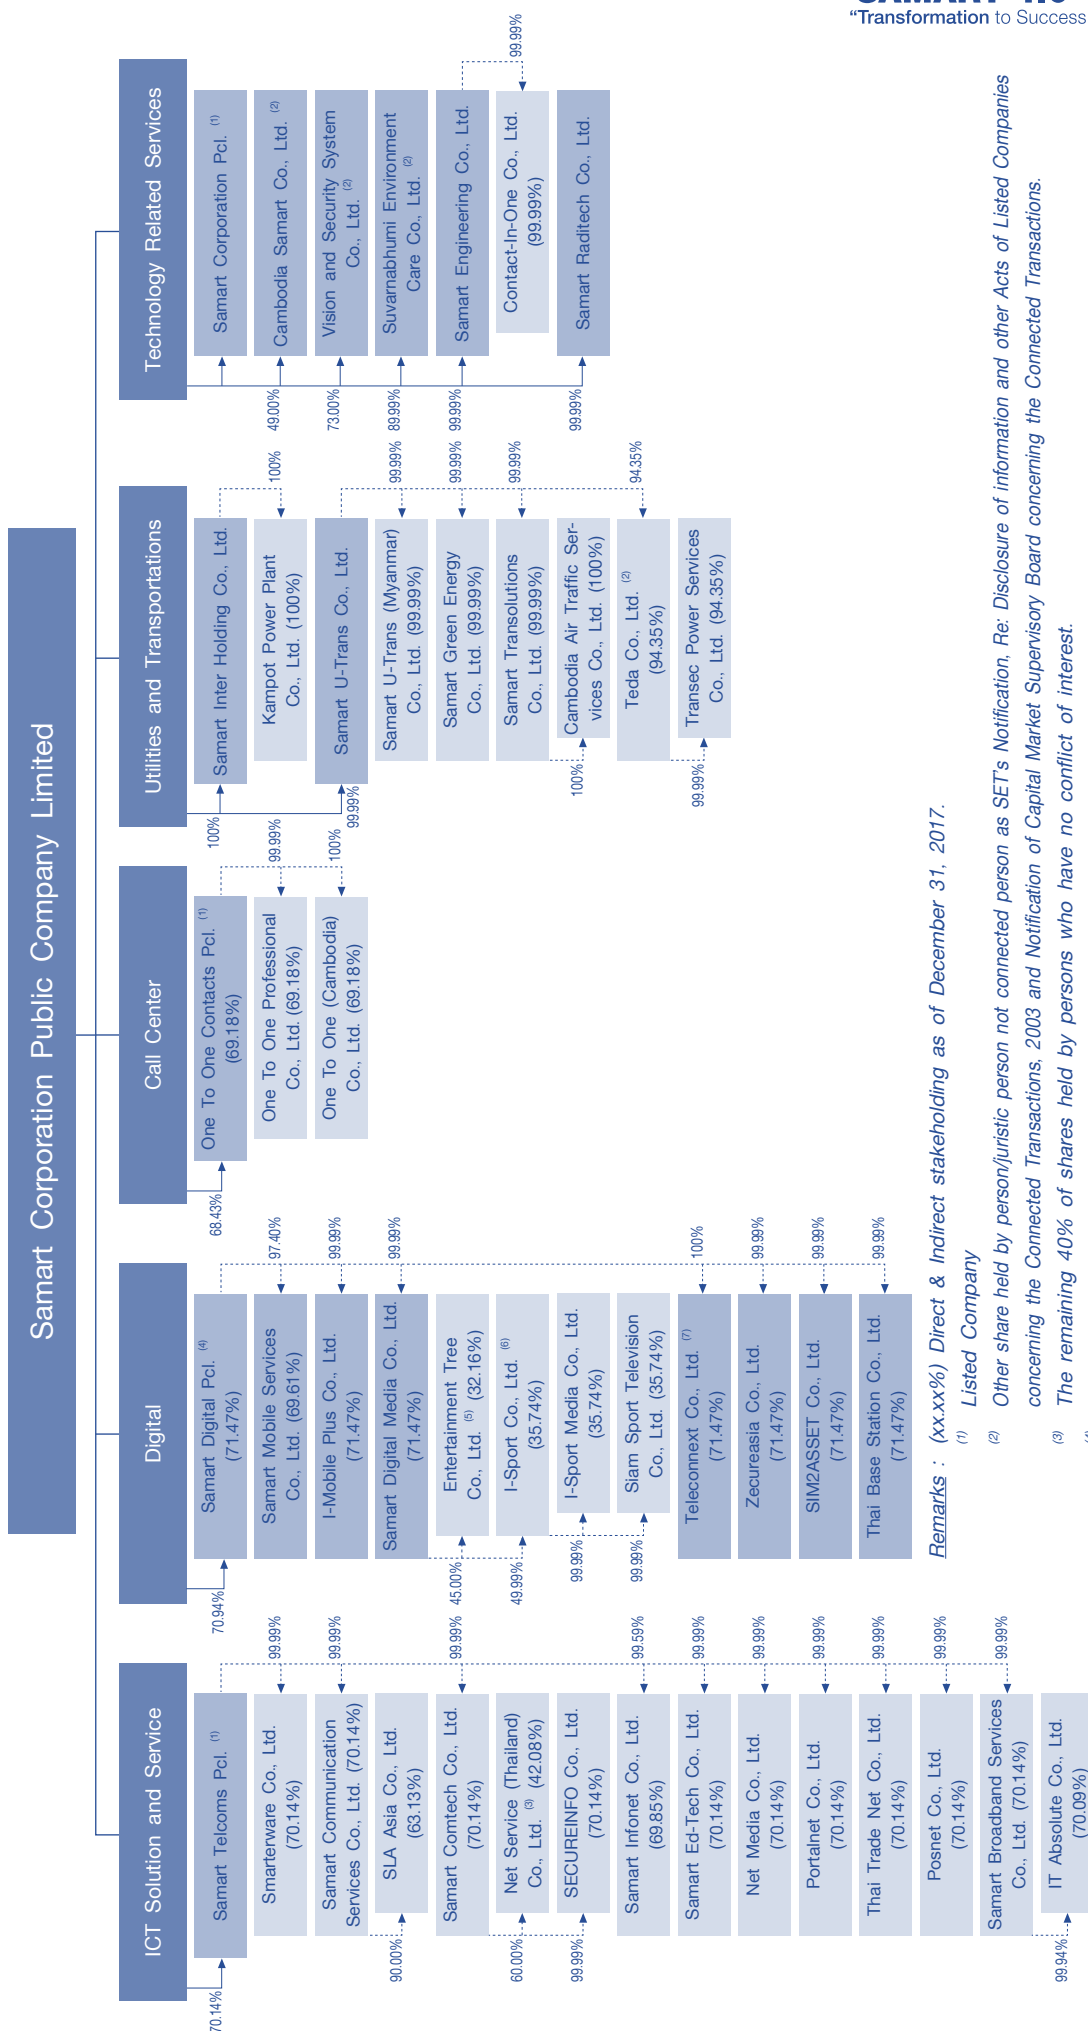 "Transformation to Success
Samart Corporation Public Company Limited
ICT Solution and Service
70.14%
Samart Telcoms Pcl. (1)
Smarterware Co., Ltd.
(70.14%)
99.99%
Samart Communication
Services Co., Ltd. (70.14%)
99.99%
90.00%
SLA Asia Co., Ltd.
(63.13%)
Samart Comtech Co., Ltd.
(70.14%)
99.99%
60.00%
Net Service (Thailand)
Co., Ltd. (3) (42.08%)
99.99%
SECUREINFO Co., Ltd.
(70.14%)
Samart Infonet Co., Ltd.
(69.85%)
99.59%
Samart Ed-Tech Co., Ltd.
(70.14%)
99.99%
Net Media Co., Ltd.
(70.14%)
99.99%
Portalnet Co., Ltd.
(70.14%)
99.99%
Thai Trade Net Co., Ltd.
(70.14%)
99.99%
Posnet Co., Ltd.
(70.14%)
99.99%
Samart Broadband Services
Co., Ltd. (70.14%)
99.99%
99.94%
IT Absolute Co., Ltd.
(70.09%)
Digital
70.94%
Samart Digital Pcl. (4)
(71.47%)
Samart Mobile Services
Co., Ltd. (69.61%)
97.40%
I-Mobile Plus Co., Ltd.
(71.47%)
99.99%
Samart Digital Media Co., Ltd.
(71.47%)
99.99%
45.00%
Entertainment Tree
Co., Ltd. (5) (32.16%)
49.99%
I-Sport Co., Ltd. (6)
(35.74%)
99.99%
I-Sport Media Co., Ltd.
(35.74%)
99.99%
Siam Sport Television
Co., Ltd. (35.74%)
Teleconnext Co., Ltd. (7)
(71.47%)
100%
Zecureasia Co., Ltd.
(71.47%)
99.99%
SIM2ASSET Co., Ltd.
(71.47%)
99.99%
Thai Base Station Co., Ltd.
(71.47%)
99.99%
Call Center
68.43%
One To One Contacts Pcl. (1)
(69.18%)
One To One Professional
Co., Ltd. (69.18%)
99.99%
One To One (Cambodia)
Co., Ltd. (69.18%)
100%
Utilities and Transportations
100%
Samart Inter Holding Co., Ltd.
Kampot Power Plant
Co., Ltd. (100%)
100%
99.99%
Samart U-Trans Co., Ltd.
Samart U-Trans (Myanmar)
Co., Ltd. (99.99%)
99.99%
Samart Green Energy
Co., Ltd. (99.99%)
99.99%
Samart Transolutions
Co., Ltd. (99.99%)
99.99%
100%
Cambodia Air Traffic Ser-
vices Co., Ltd. (100%)
Teda Co., Ltd. (2)
(94.35%)
94.35%
99.99%
Transec Power Services
Co., Ltd. (94.35%)
Technology Related Services
Samart Corporation Pcl. (1)
49.00%
Cambodia Samart Co., Ltd. (2)
73.00%
Vision and Security System
Co., Ltd. (2)
89.99%
Suvarnabhumi Environment
Care Co., Ltd. (2)
99.99%
Samart Engineering Co., Ltd.
Contact-In-One Co., Ltd.
(99.99%)
99.99%
99.99%
Samart Raditech Co., Ltd.
Remarks : (xx.xx%) Direct & Indirect stakeholding as of December 31, 2017.
(1) Listed Company
(2) Other share held by person/juristic person not connected person as SET's Notification, Re: Disclosure of information and other Acts of Listed Companies
concerning the Connected Transactions, 2003 and Notification of Capital Market Supervisory Board concerning the Connected Transactions.
(3) The remaining 40% of shares held by persons who have no conflict of interest.